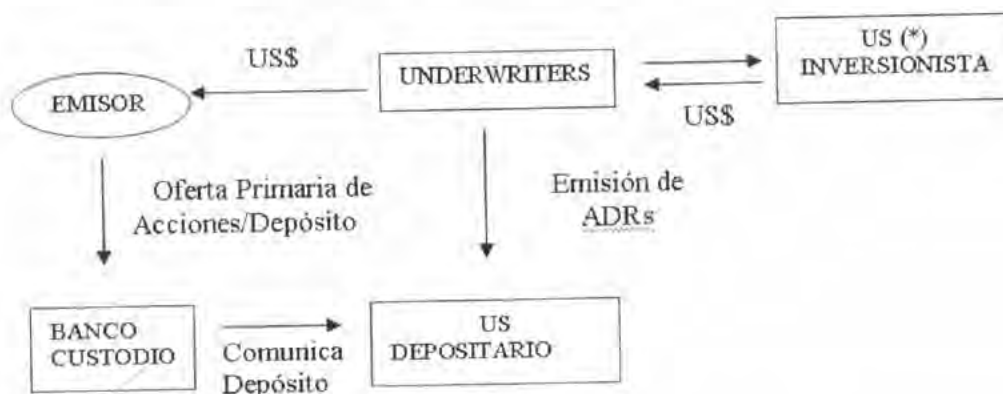 US$
UNDERWRITERS
US (*)
INVERSIONISTA
EMISOR
US$
Oferta Primaria de
Acciones/Depósito
Emisión de
ADRs
BANCO
CUSTODIO
Comunica
Depósito
US
DEPOSITARIO